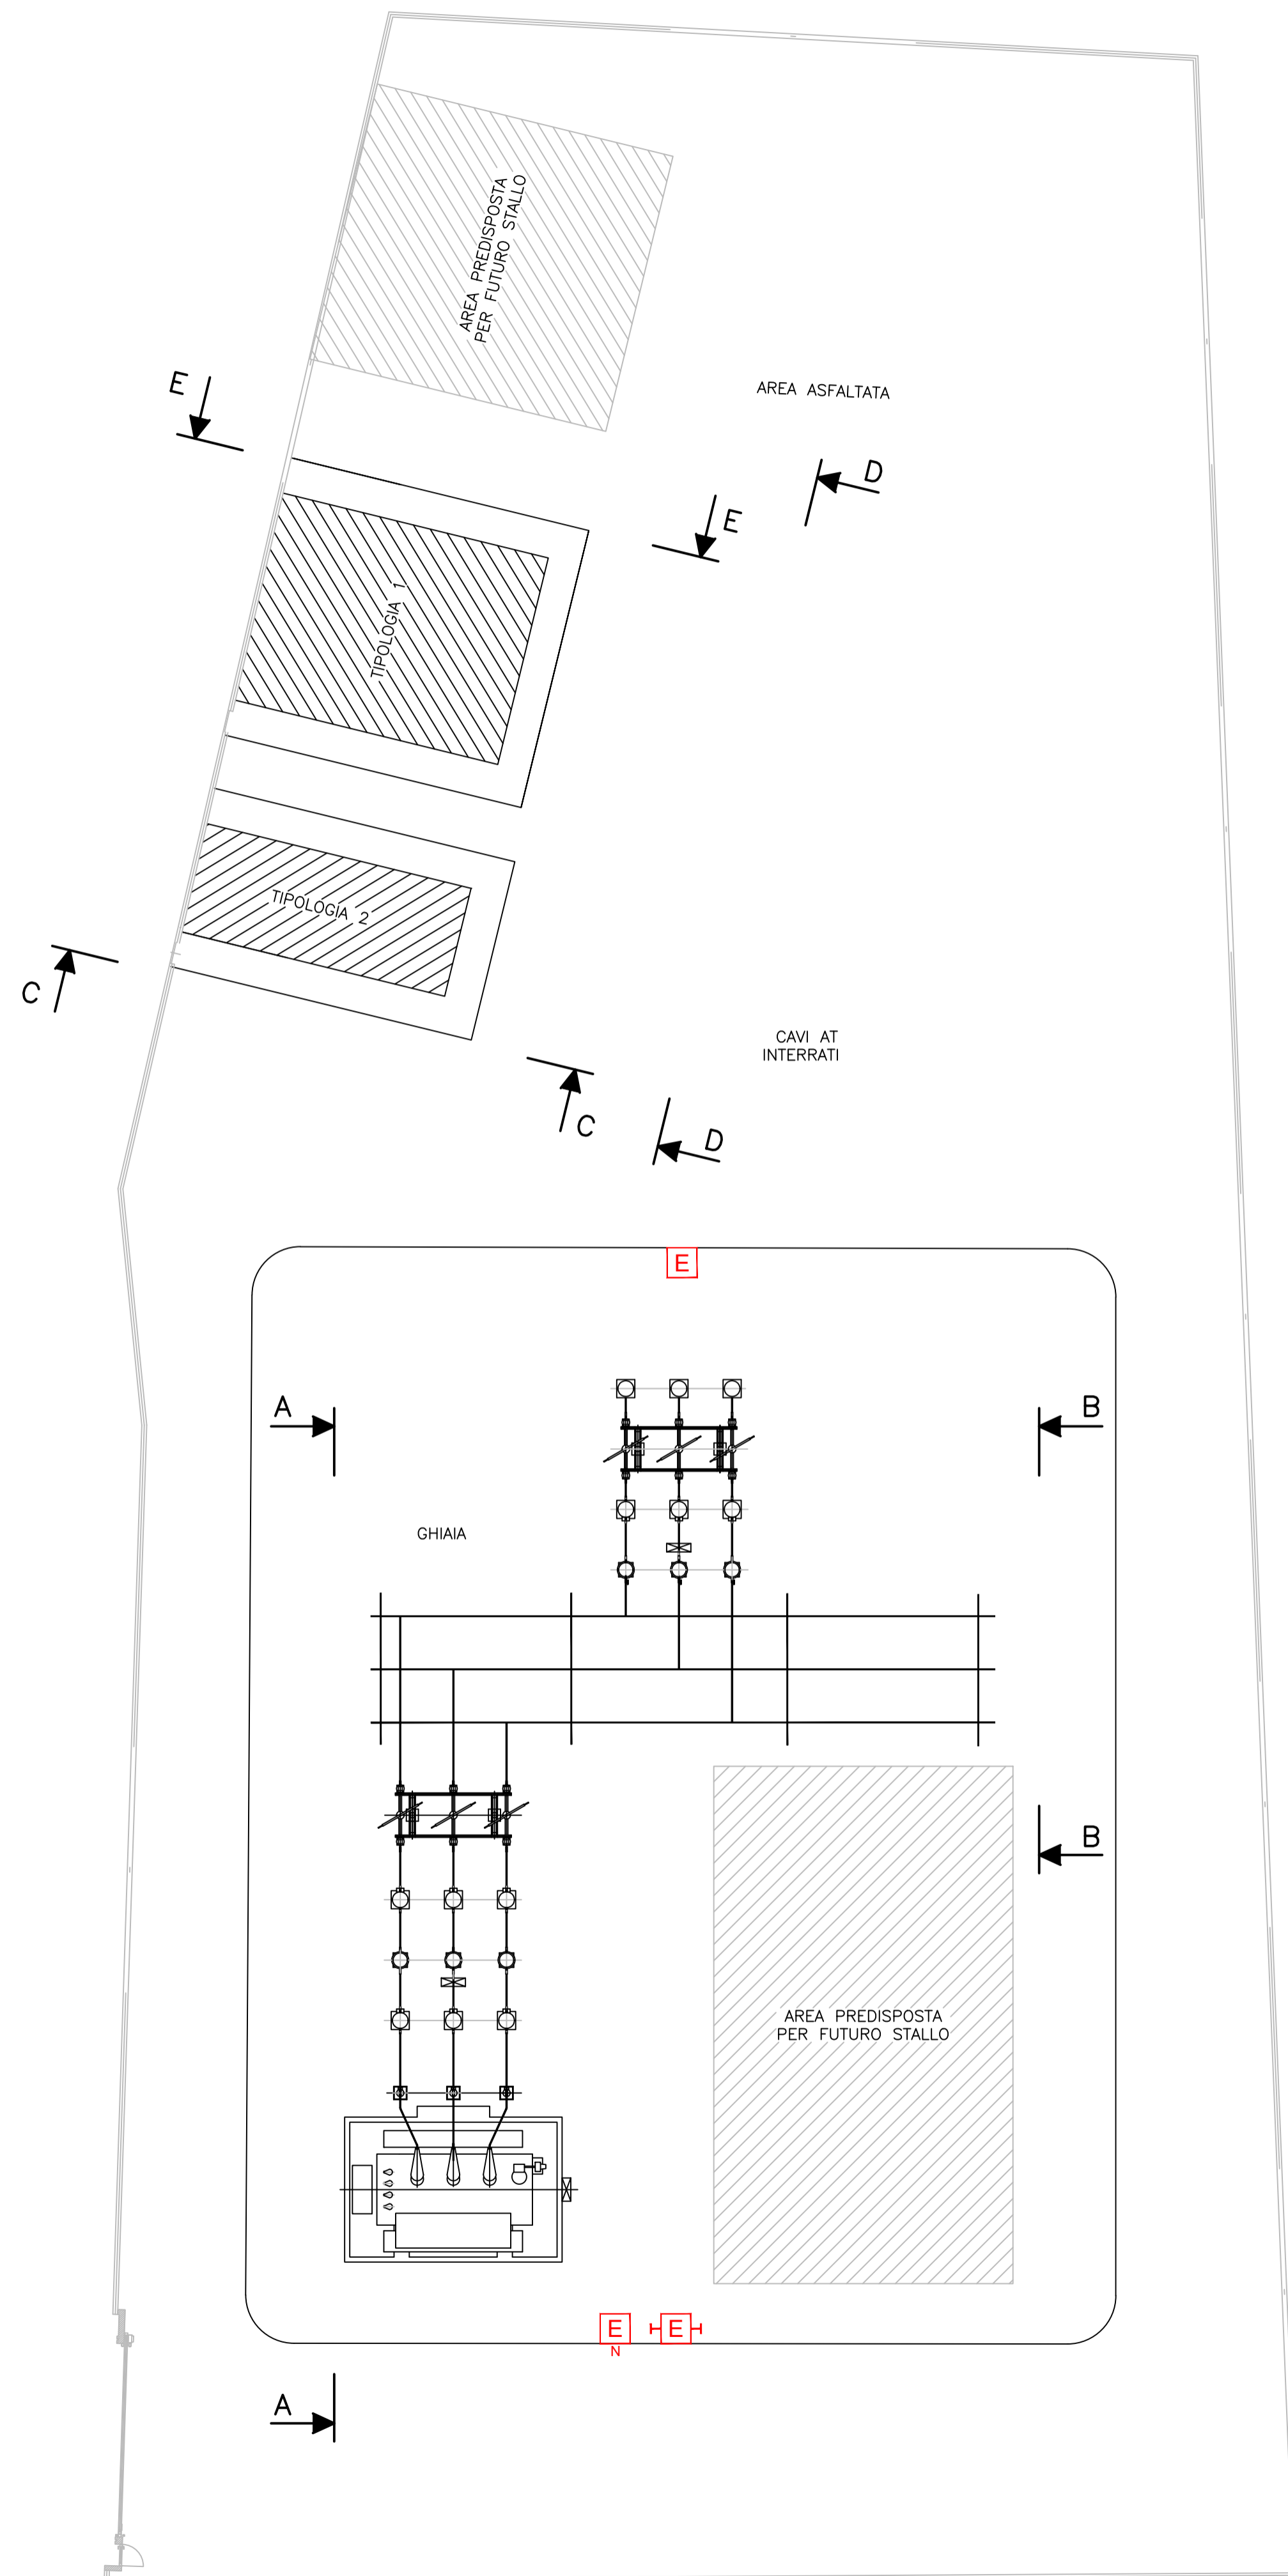 AREA PREDISPOSTA
PER FUTURO STALLO
E
AREA ASFALTATA
D
E
TIPOLOGIA 1
TIPOLOGIA 2
C
CAVI AT
INTERRATI
C
D
E
A
B
GHIAIA
B
AREA PREDISPOSTA
PER FUTURO STALLO
E
E
N
A